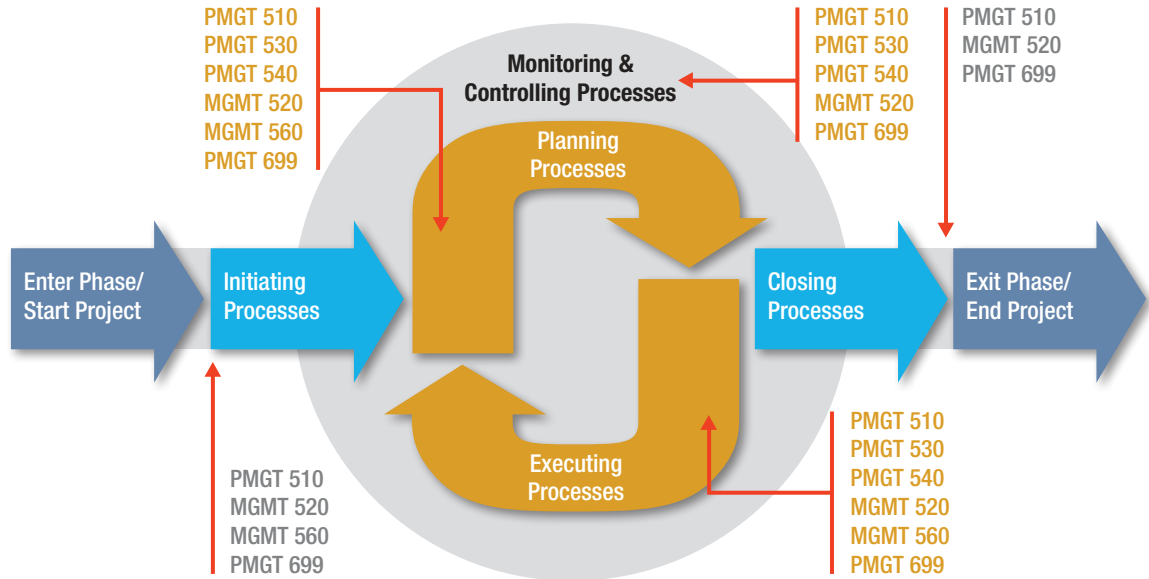 PMGT 510
PMGT 530
PMGT 540
MGMT 520
MGMT 560
PMGT 699
Monitoring &
Controlling Processes
PMGT 510
PMGT 530
PMGT 540
MGMT 520
PMGT 699
PMGT 510
MGMT 520
PMGT 699
Planning
Processes
Enter Phase/
Start Project
Initiating
Processes
Closing
Processes
Exit Phase/
End Project
Executing
Processes
PMGT 510
MGMT 520
MGMT 560
PMGT 699
PMGT 510
PMGT 530
PMGT 540
MGMT 520
MGMT 560
PMGT 699